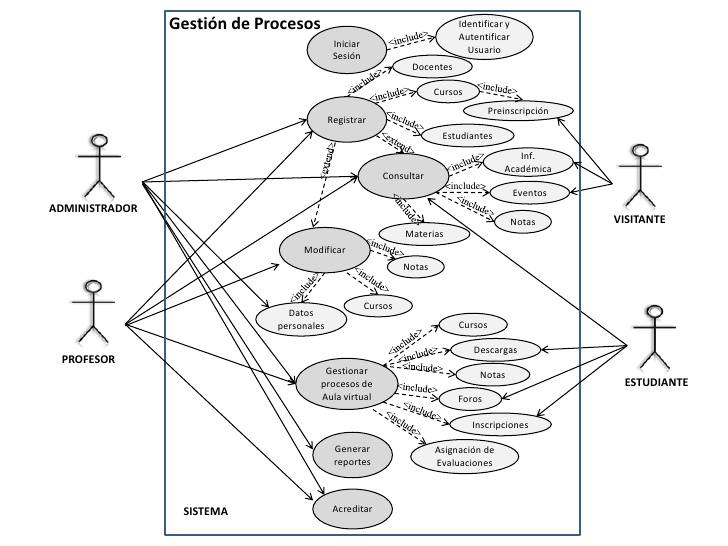 Gestión de Procesos
Iniciar
Sesión
<include>
Identificar y
Autentificar
Usuario
<include>
Docentes
Registrar
<include>
Cursos
<include>
Preinscripción
<include>
Estudiantes
<extend>
<extend>
Consultar
<include>
Inf.
Académica
<include>
Eventos
<include>
Notas
<include>
Materias
ADMINISTRADOR
VISITANTE
Modificar
<include>
Notas
<include>
Cursos
<include>
Datos
personales
PROFESOR
ESTUDIANTE
Gestionar
procesos de
Aula virtual
<include>
Cursos
<include>
Descargas
<include>
Notas
<include>
Foros
<include>
Inscripciones
<include>
Asignación de
Evaluaciones
Generar
reportes
Acreditar
SISTEMA